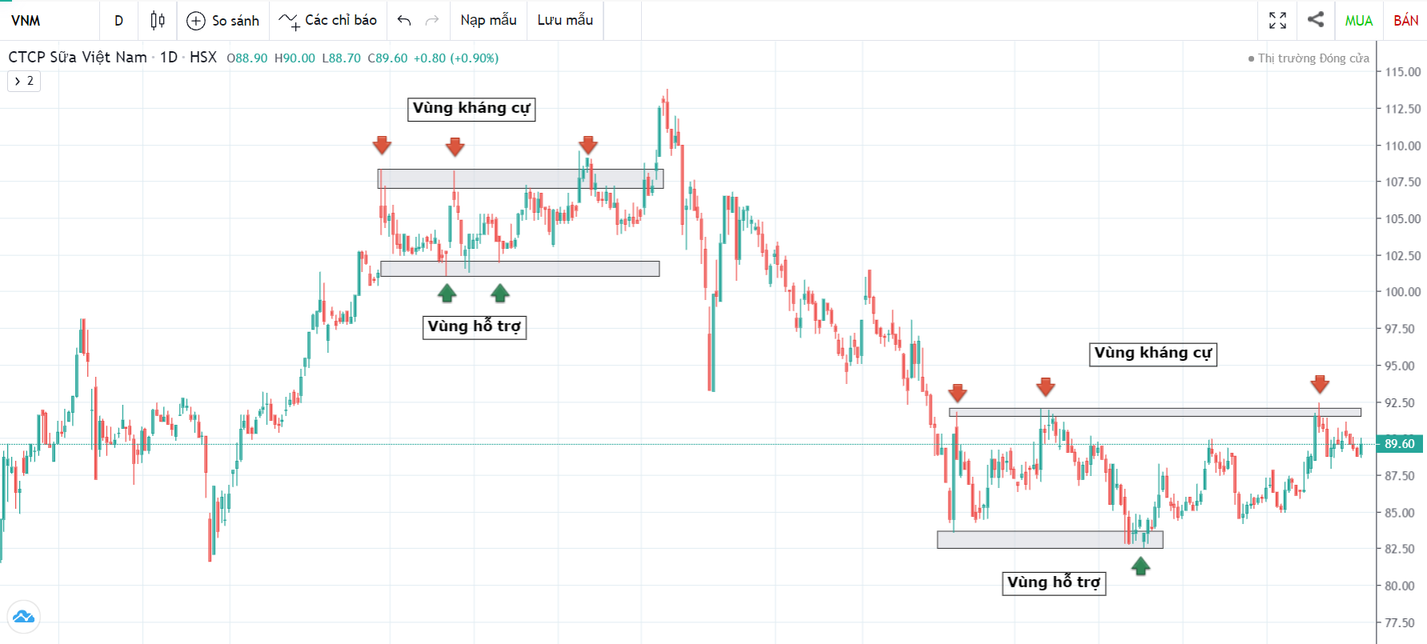 VNM
D
So sánh
Các chỉ báo
Nạp mẫu
Lưu mẫu
MUA
BÁN
CTCP Sữa Việt Nam · 1D · HSX O88.90 H90.00 L88.70 C89.60 +0.80 (+0.90%)
Thị trường Đóng cửa
2
Vùng kháng cự
Vùng hỗ trợ
Vùng kháng cự
Vùng hỗ trợ
115.00
112.50
110.00
107.50
105.00
102.50
100.00
97.50
95.00
92.50
89.60
87.50
85.00
82.50
80.00
77.50